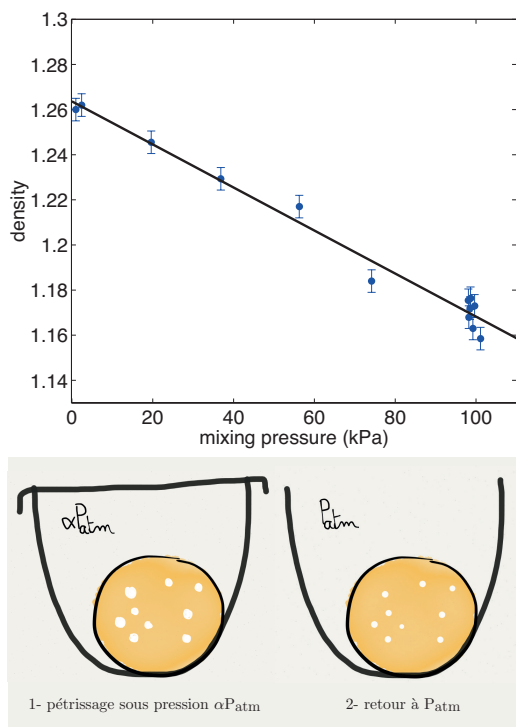 1.3
1.28
1.26
1.24
1.22
1.2
1.18
1.16
1.14
density
0 20 40 60 80 100
mixing pressure (kPa)
αPatm
Patm
1- pétrissage sous pression αPatm
2- retour à Patm